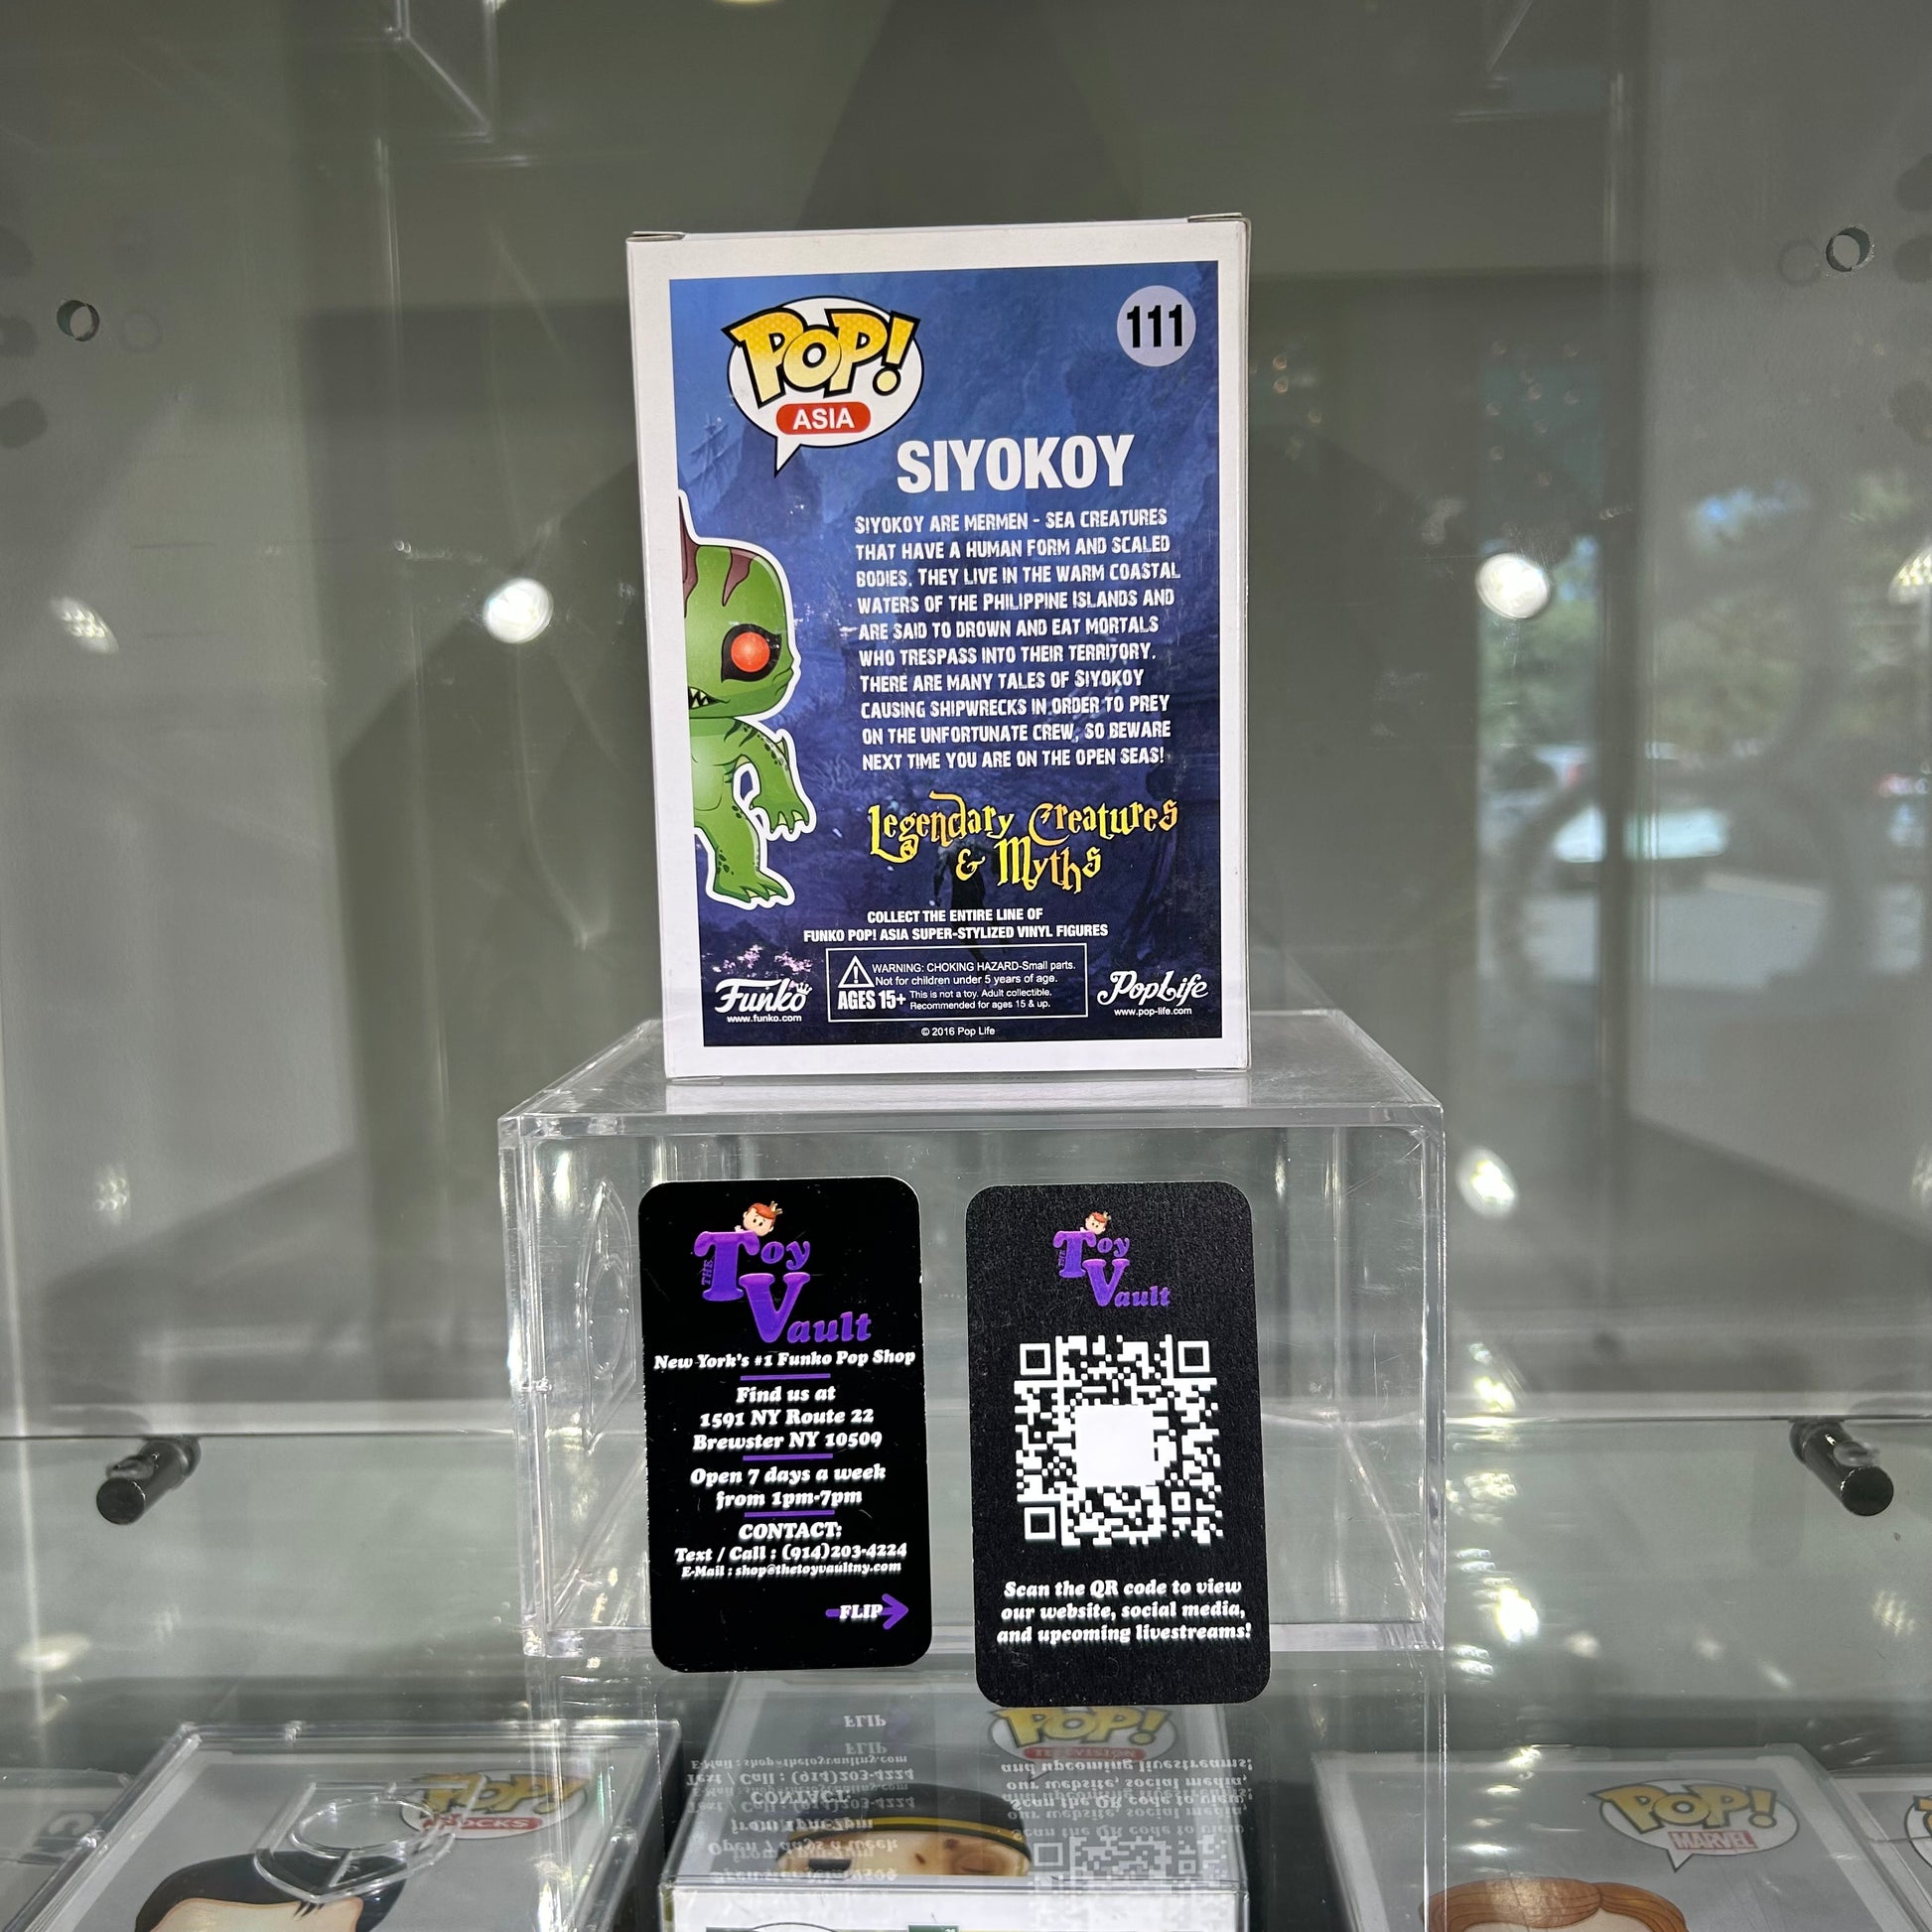 POP!
ASIA
111
SIYOKOY
SIYOKOY ARE MERMEN - SEA CREATURES
THAT HAVE A HUMAN FORM AND SCALED
BODIES. THEY LIVE IN THE WARM COASTAL
WATERS OF THE PHILIPPINE ISLANDS AND
ARE SAID TO DROWN AND EAT MORTALS
WHO TRESPASS INTO THEIR TERRITORY.
THERE ARE MANY TALES OF SIYOKOY
CAUSING SHIPWRECKS IN ORDER TO PREY
ON THE UNFORTUNATE CREW, SO BEWARE
NEXT TIME YOU ARE ON THE OPEN SEAS!
Legendary Creatures
& Myths
COLLECT THE ENTIRE LINE OF
FUNKO POP! ASIA SUPER-STYLIZED VINYL FIGURES
WARNING: CHOKING HAZARD-Small parts.
Not for children under 5 years of age.
AGES 15+
This is not a toy. Adult collectible.
Recommended for ages 15 & up.
Funko
www.funko.com
PopLife
www.pop-life.com
© 2016 Pop Life
THE Toy
Vault
New York's #1 Funko Pop Shop
Find us at
1591 NY Route 22
Brewster NY 10509
Open 7 days a week
from 1pm-7pm
CONTACT:
Text / Call : (914)203-4224
E-Mail : shop@thetoyvaultny.com
FLIP
THE Toy
Vault
Scan the QR code to view
our website, social media,
and upcoming livestreams!
POP!
ROCKS
POP!
TELEVISION
POP!
MARVEL